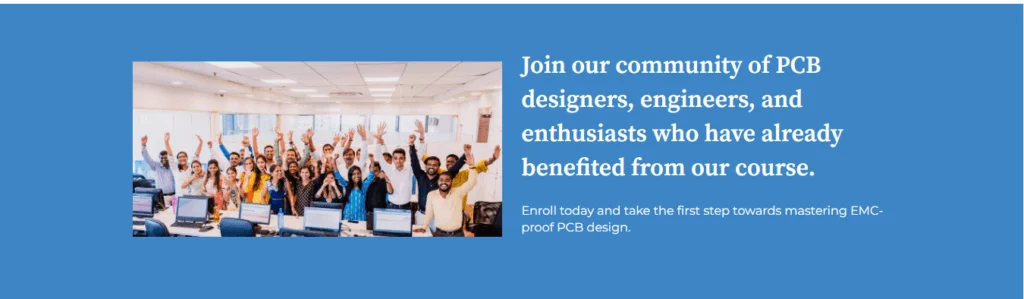 Join our community of PCB
designers, engineers, and
enthusiasts who have already
benefited from our course.
Enroll today and take the first step towards mastering EMC-
proof PCB design.